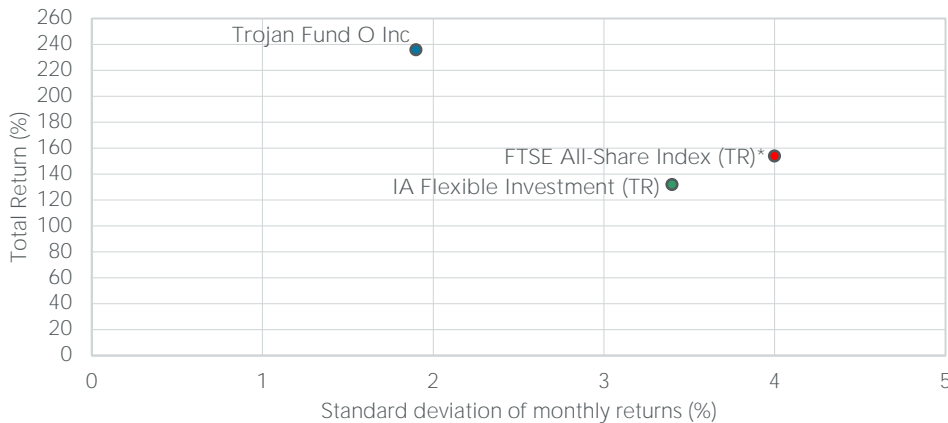 260
240
220
200
180
160
140
120
100
80
60
40
20
0
Total Return (%)
Trojan Fund O Inc
FTSE All-Share Index (TR)*
IA Flexible Investment (TR)
0 1 2 3 4 5
Standard deviation of monthly returns (%)